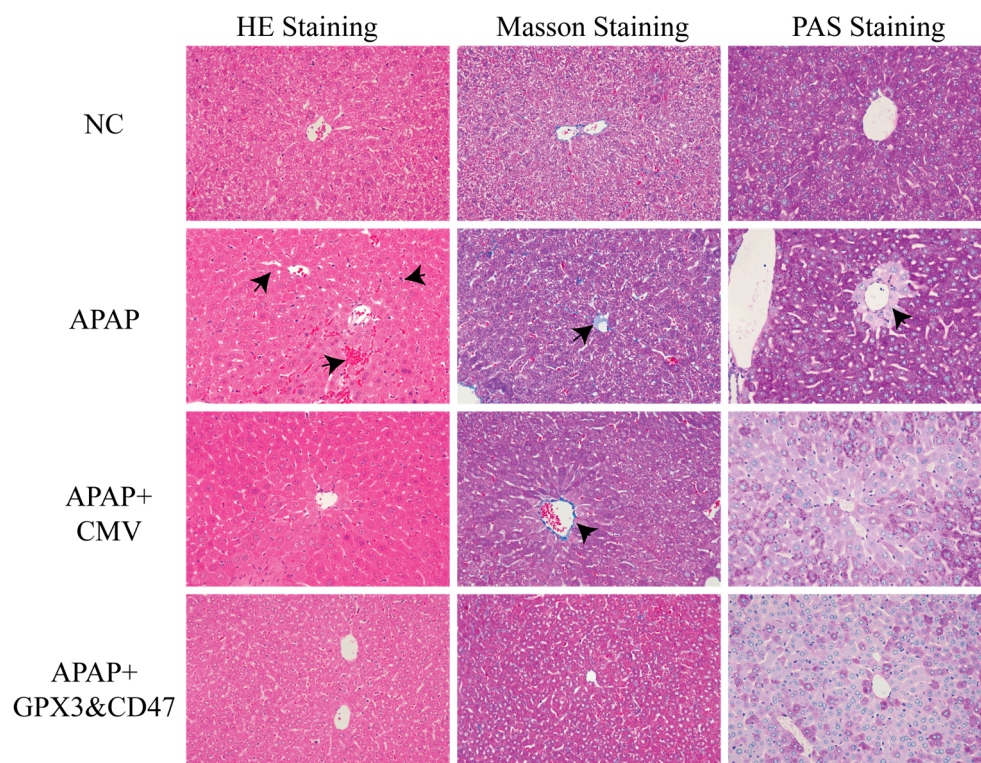 HE Staining
Masson Staining
PAS Staining
NC
APAP
APAP+
CMV
APAP+
GPX3&CD47